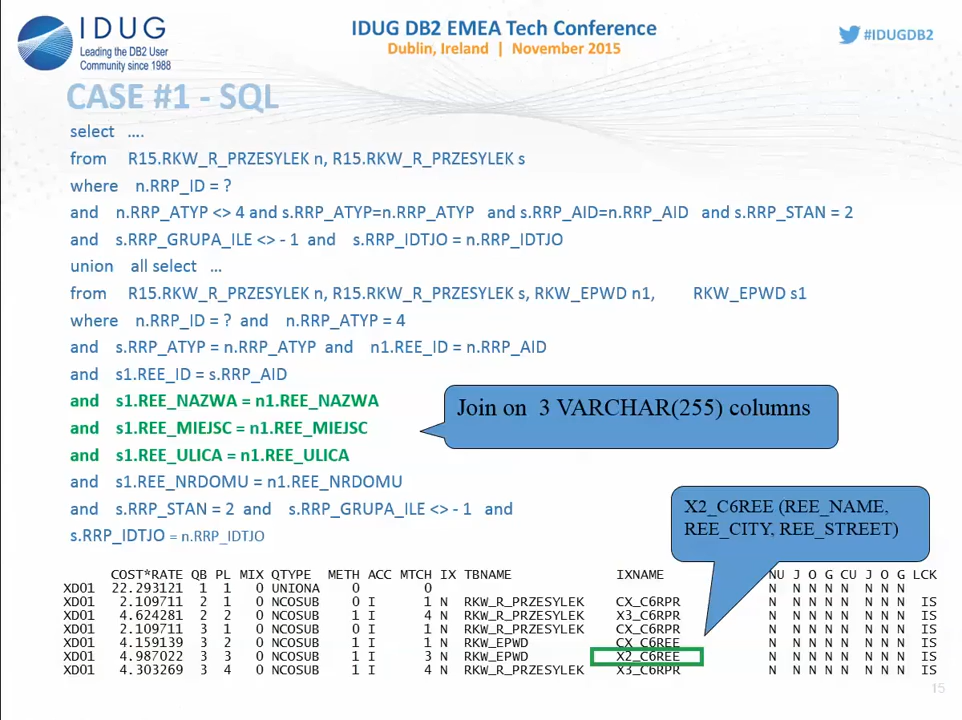 IDUG
Leading the DB2 User
Community since 1988
IDUG DB2 EMEA Tech Conference
Dublin, Ireland | November 2015
#IDUGDB2
CASE #1 - SQL
select ....
from R15.RKW_R_PRZESYLEK n, R15.RKW_R_PRZESYLEK s
where n.RRP_ID = ?
and n.RRP_ATYP <> 4 and s.RRP_ATYP=n.RRP_ATYP and s.RRP_AID=n.RRP_AID and s.RRP_STAN = 2
and s.RRP_GRUPA_ILE <> - 1 and s.RRP_IDTJO = n.RRP_IDTJO
union all select ...
from R15.RKW_R_PRZESYLEK n, R15.RKW_R_PRZESYLEK s, RKW_EPWD n1, RKW_EPWD s1
where n.RRP_ID = ? and n.RRP_ATYP = 4
and s.RRP_ATYP = n.RRP_ATYP and n1.REE_ID = n.RRP_AID
and s1.REE_ID = s.RRP_AID
and s1.REE_NAZWA = n1.REE_NAZWA
and s1.REE_MIEJSC = n1.REE_MIEJSC
and s1.REE_ULICA = n1.REE_ULICA
and s1.REE_NRDOMU = n1.REE_NRDOMU
and s.RRP_STAN = 2 and s.RRP_GRUPA_ILE <> - 1 and
s.RRP_IDTJO = n.RRP_IDTJO
Join on 3 VARCHAR(255) columns
X2_C6REE (REE_NAME,
REE_CITY, REE_STREET)
COST*RATE QB PL MIX QTYPE METH ACC MTCH IX TBNAME IXNAME NU J O G CU J O G LCK
XD01 22.293121 1 1 0 UNIONA 0 0 N N N N N N N N
XD01 2.109711 2 1 0 NCOSUB 0 I 1 N RKW_R_PRZESYLEK CX_C6RPR N N N N N N N N IS
XD01 4.624281 2 2 0 NCOSUB 1 I 4 N RKW_R_PRZESYLEK X3_C6RPR N N N N N N N N IS
XD01 2.109711 3 1 0 NCOSUB 0 I 1 N RKW_R_PRZESYLEK CX_C6RPR N N N N N N N N IS
XD01 4.159139 3 2 0 NCOSUB 1 I 1 N RKW_EPWD CX_C6REE N N N N N N N N IS
XD01 4.987022 3 3 0 NCOSUB 1 I 3 N RKW_EPWD X2_C6REE N N N N N N N N IS
XD01 4.303269 3 4 0 NCOSUB 1 I 4 N RKW_R_PRZESYLEK X3_C6RPR N N N N N N N N IS
15